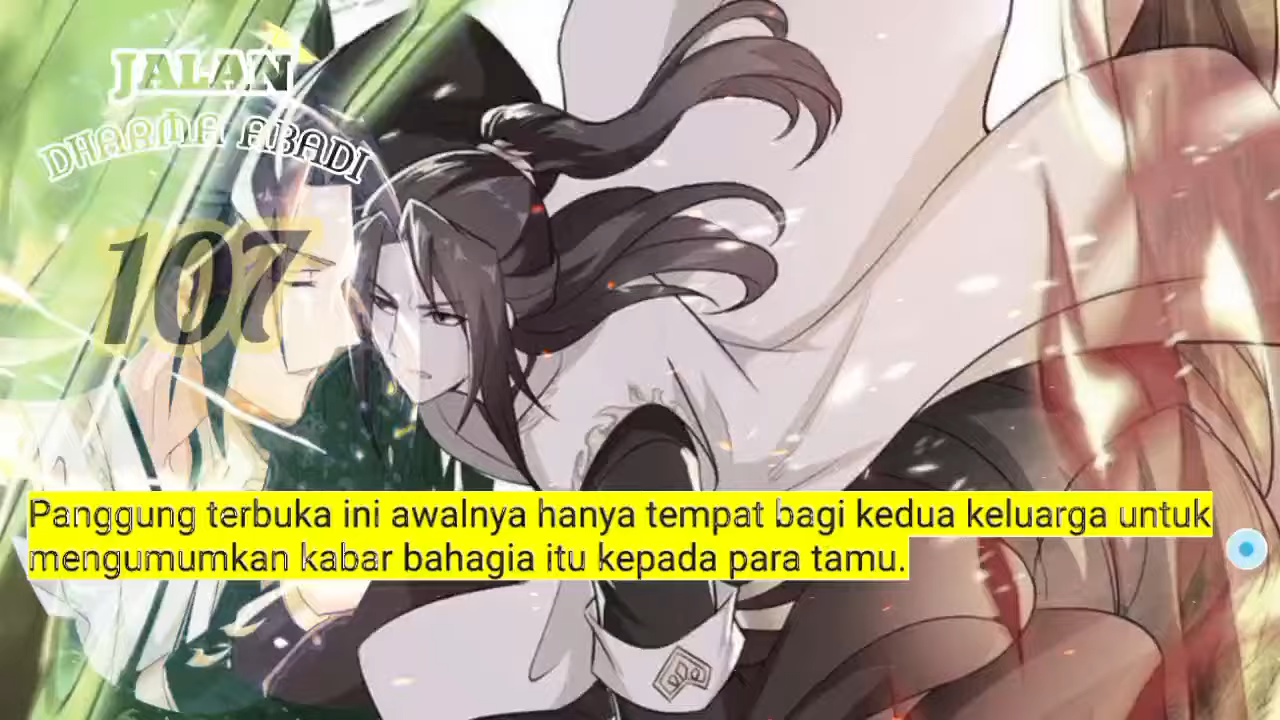 JALAN
DHARMA ABADI
107
Panggung terbuka ini awalnya hanya tempat bagi kedua keluarga untuk
mengumumkan kabar bahagia itu kepada para tamu.